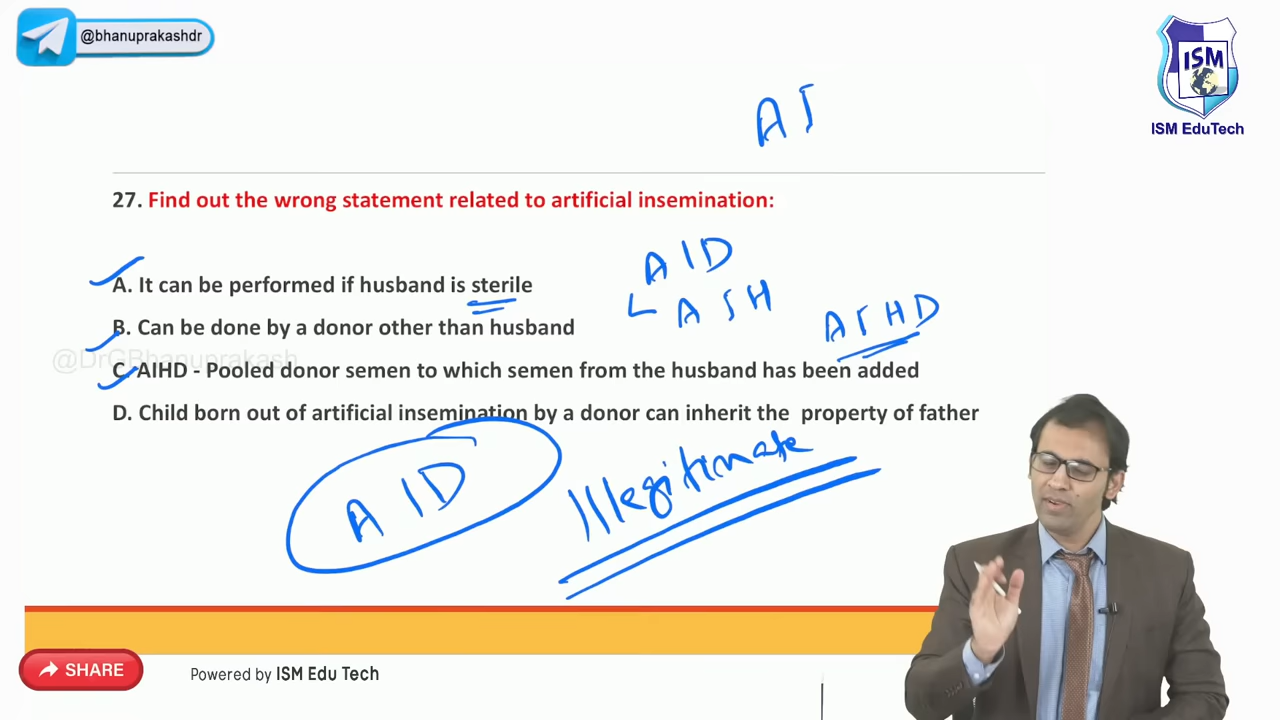 @bhanuprakashdr
ISM
ISM EduTech
AI
27. Find out the wrong statement related to artificial insemination:
AID
A. It can be performed if husband is sterile
AIH
B. Can be done by a donor other than husband
AIHD
@DrGBhanuprakash
C. AIHD - Pooled donor semen to which semen from the husband has been added
D. Child born out of artificial insemination by a donor can inherit the property of father
AID
Illegitimate
SHARE
Powered by ISM Edu Tech